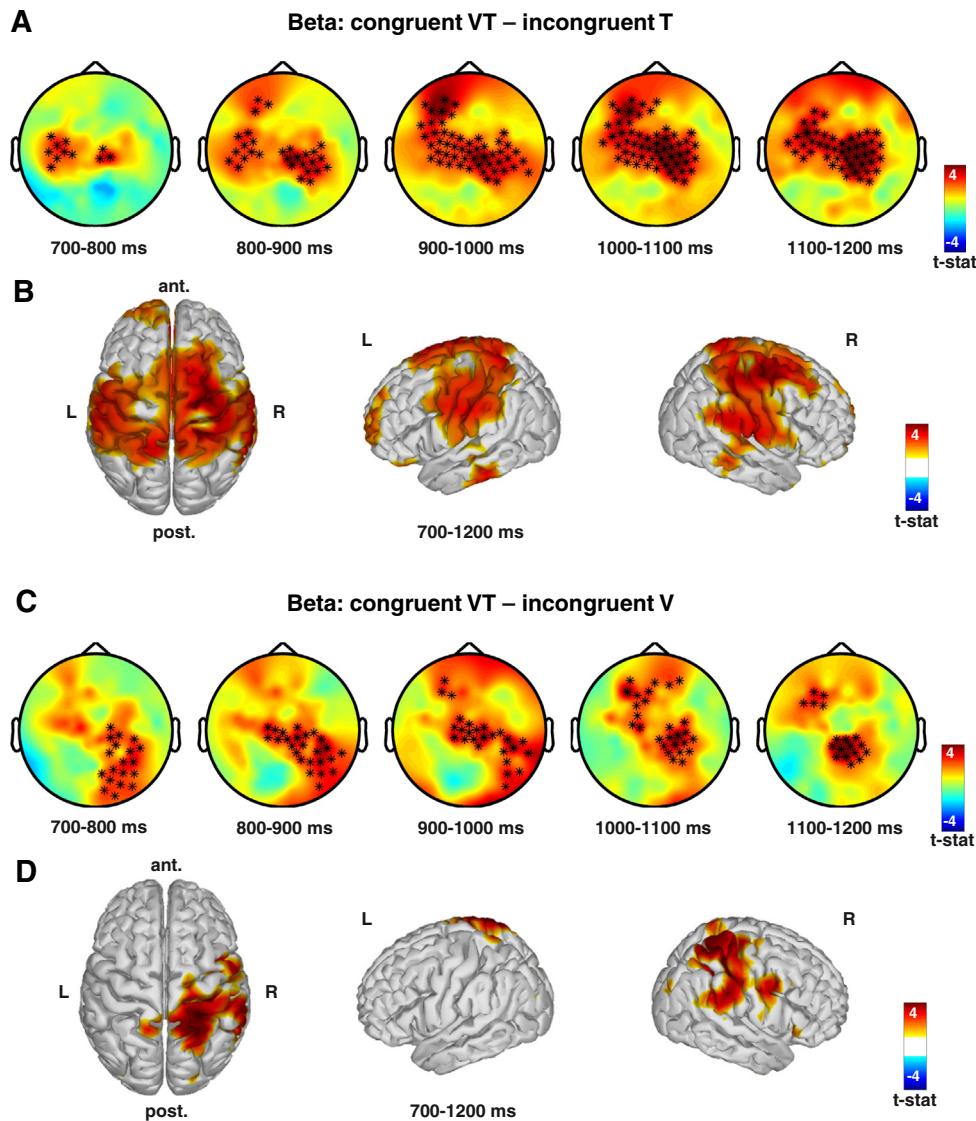 A
Beta: congruent VT – incongruent T
700-800 ms
800-900 ms
900-1000 ms
1000-1100 ms
1100-1200 ms
4
-4
t-stat
B
ant.
L
R
L
R
post.
700-1200 ms
4
-4
t-stat
C
Beta: congruent VT – incongruent V
700-800 ms
800-900 ms
900-1000 ms
1000-1100 ms
1100-1200 ms
4
-4
t-stat
D
ant.
L
R
L
R
post.
700-1200 ms
4
-4
t-stat